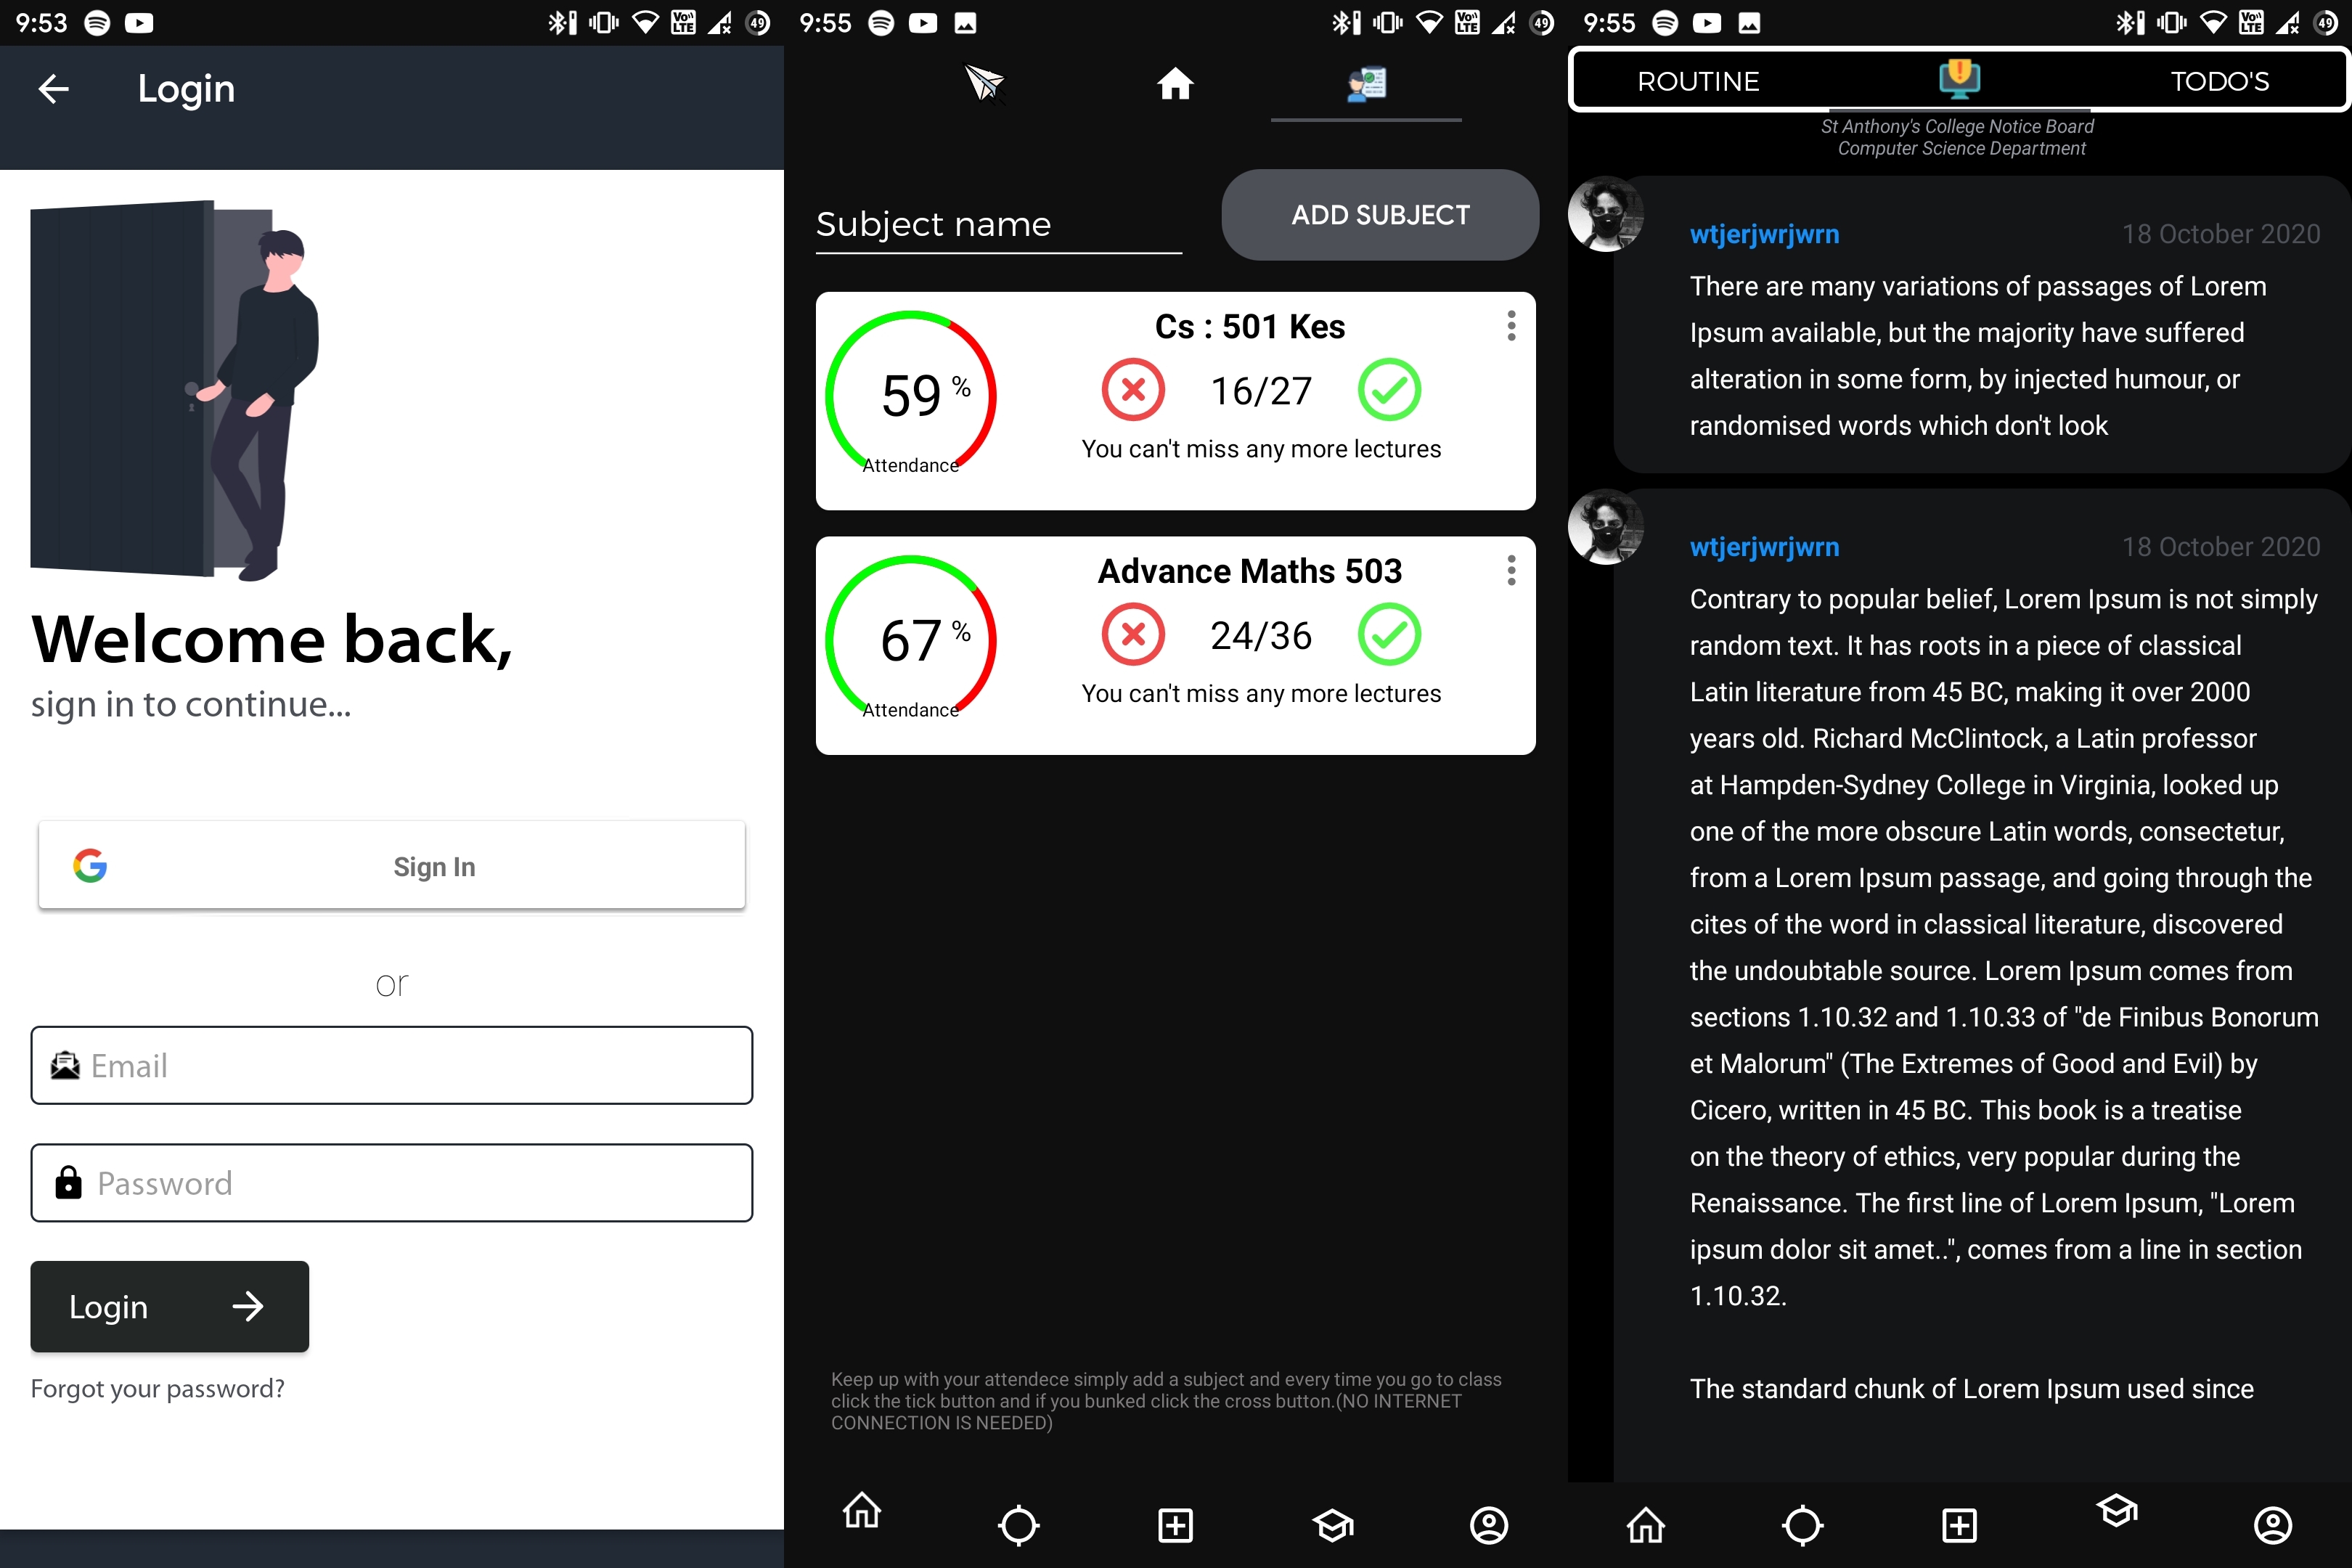 9:53
Vo)) LTE
49
Login
Welcome back,
sign in to continue...
Sign In
or
Email
Password
Login
Forgot your password?
9:55
Vo)) LTE
49
Subject name
ADD SUBJECT
59 %
Attendance
Cs : 501 Kes
16/27
You can't miss any more lectures
67 %
Attendance
Advance Maths 503
24/36
You can't miss any more lectures
Keep up with your attendece simply add a subject and every time you go to class
click the tick button and if you bunked click the cross button.(NO INTERNET
CONNECTION IS NEEDED)
9:55
Vo)) LTE
49
ROUTINE
TODO'S
St Anthony's College Notice Board
Computer Science Department
wtjerjwrjwrn
18 October 2020
There are many variations of passages of Lorem
Ipsum available, but the majority have suffered
alteration in some form, by injected humour, or
randomised words which don't look
wtjerjwrjwrn
18 October 2020
Contrary to popular belief, Lorem Ipsum is not simply
random text. It has roots in a piece of classical
Latin literature from 45 BC, making it over 2000
years old. Richard McClintock, a Latin professor
at Hampden-Sydney College in Virginia, looked up
one of the more obscure Latin words, consectetur,
from a Lorem Ipsum passage, and going through the
cites of the word in classical literature, discovered
the undoubtable source. Lorem Ipsum comes from
sections 1.10.32 and 1.10.33 of "de Finibus Bonorum
et Malorum" (The Extremes of Good and Evil) by
Cicero, written in 45 BC. This book is a treatise
on the theory of ethics, very popular during the
Renaissance. The first line of Lorem Ipsum, "Lorem
ipsum dolor sit amet..", comes from a line in section
1.10.32.
The standard chunk of Lorem Ipsum used since